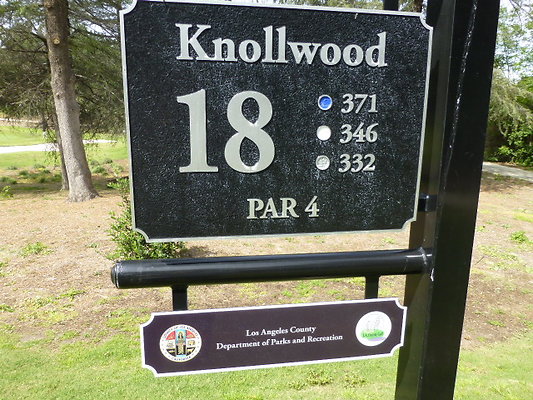 Knollwood
18
371
346
332
PAR 4
Los Angeles County
Department of Parks and Recreation